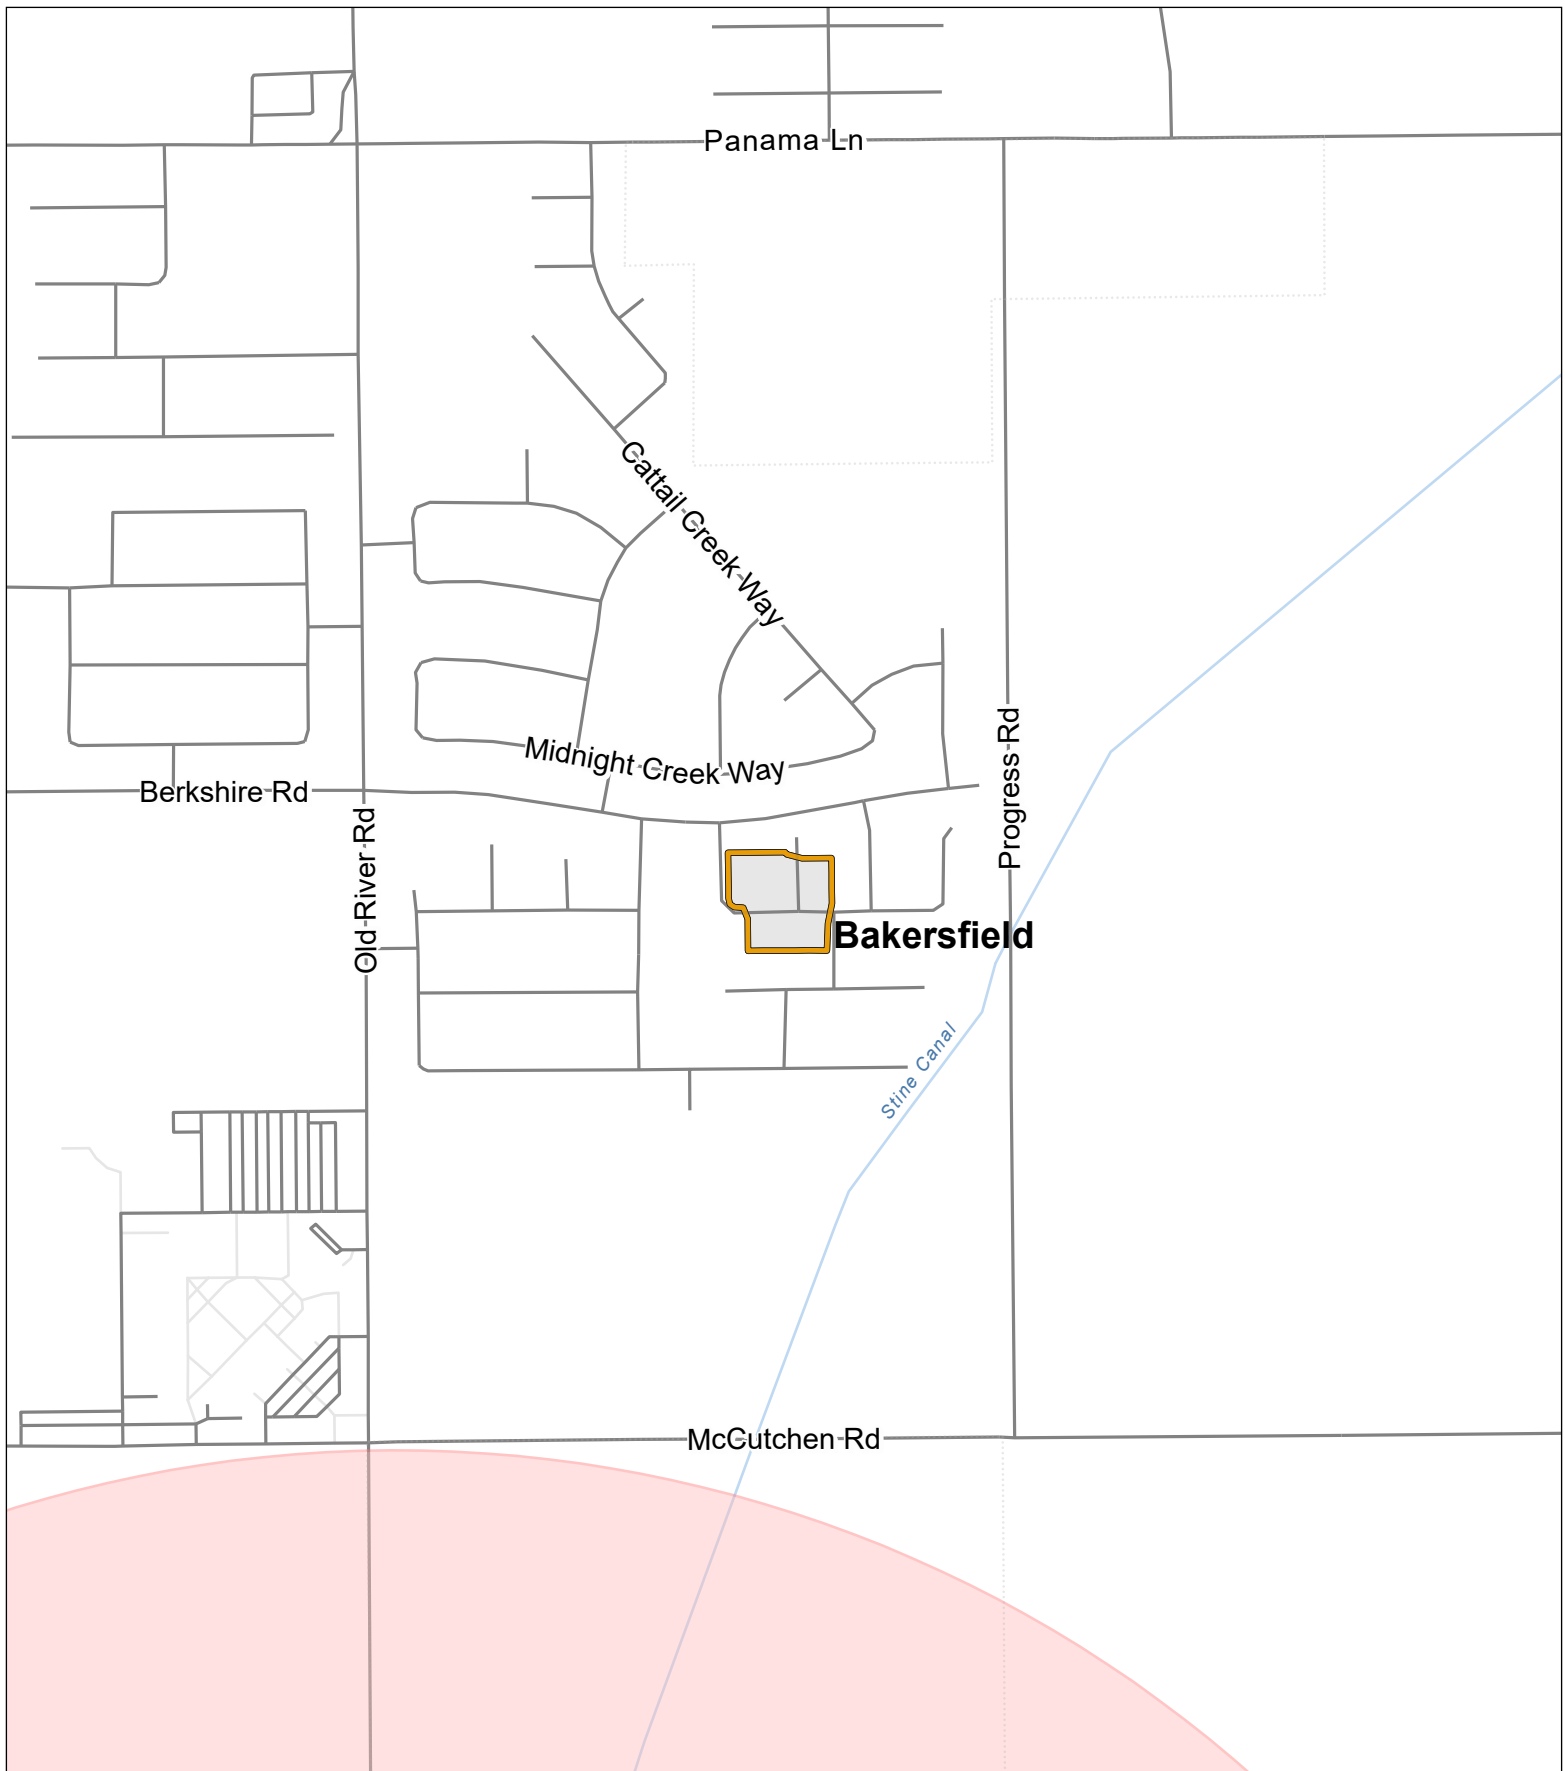 Panama Ln
Cattail Creek Way
Midnight Creek Way
Berkshire Rd
Old River Rd
Progress Rd
Bakersfield
Stine Canal
McCutchen Rd